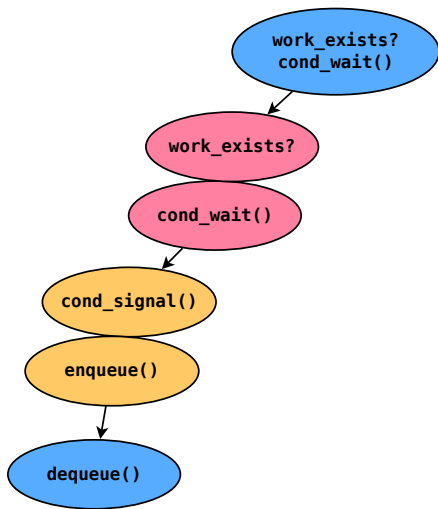 work_exists?
cond_wait()
work_exists?
cond_wait()
cond_signal()
enqueue()
dequeue()